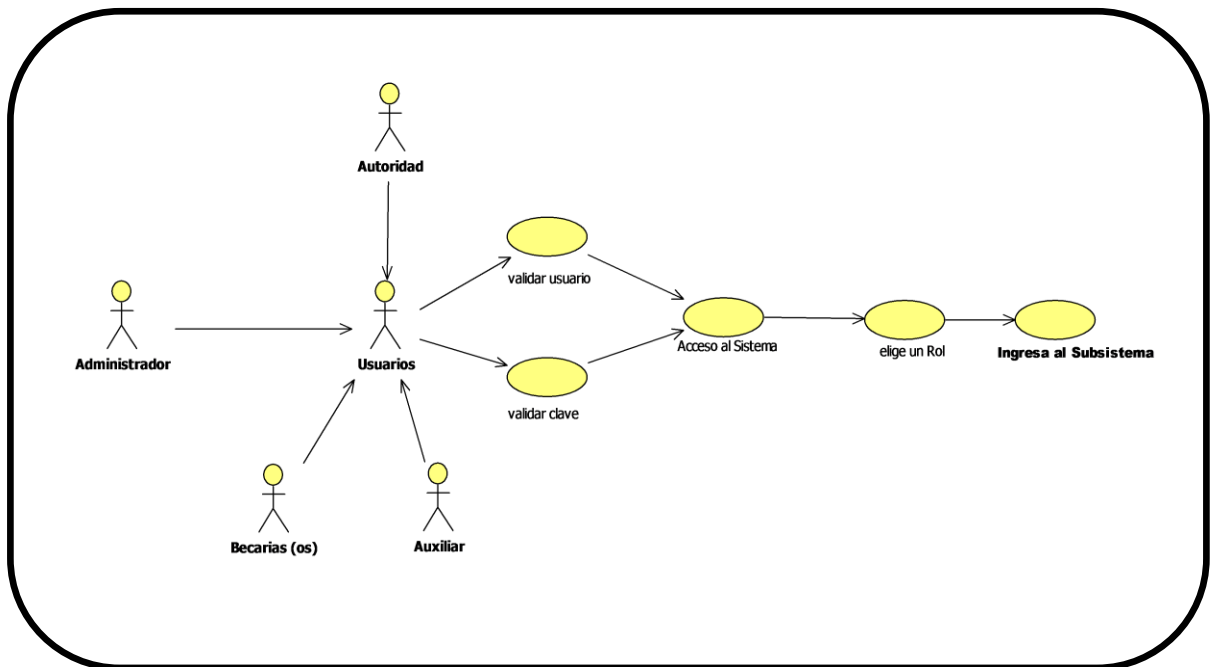 Autoridad
validar usuario
Administrador
Usuarios
Acceso al Sistema
elige un Rol
Ingresa al Subsistema
validar clave
Becarias (os)
Auxiliar